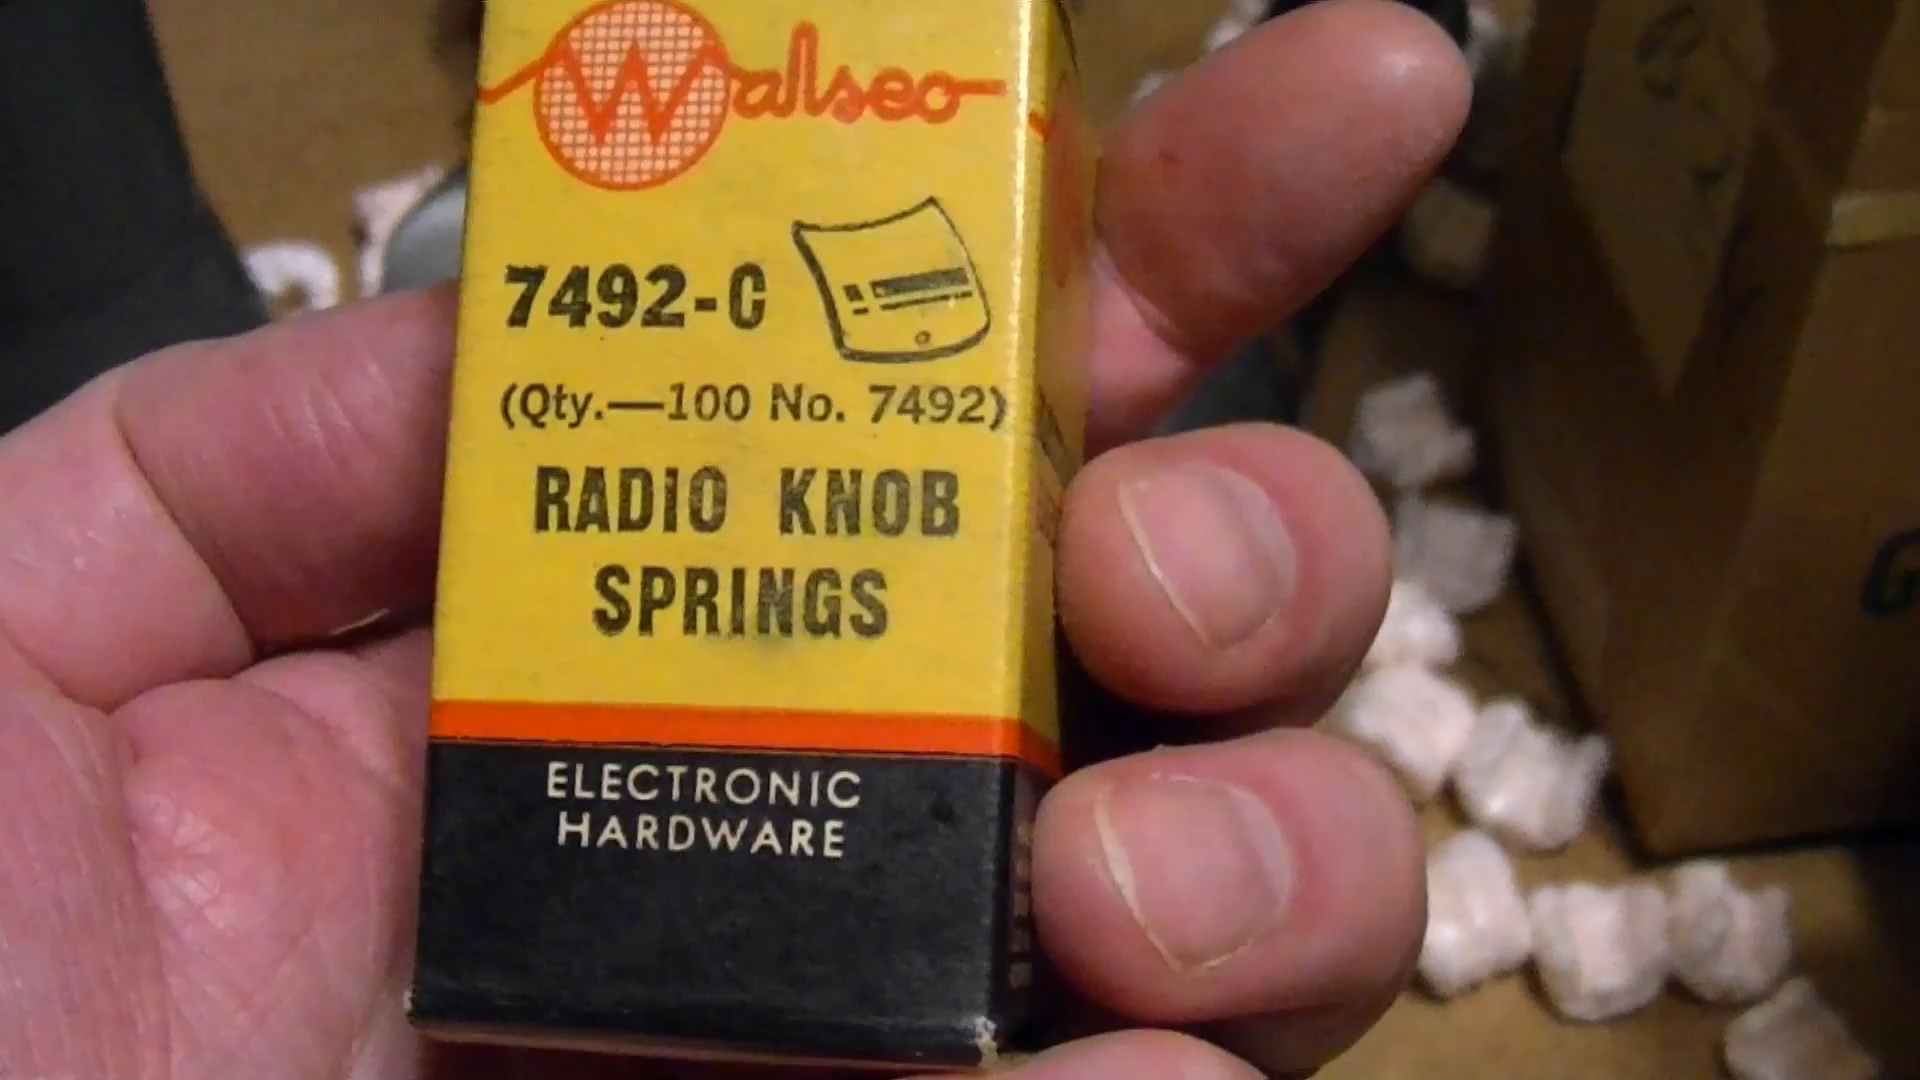 Walsco
7492-C
(Qty.—100 No. 7492)
RADIO KNOB
SPRINGS
ELECTRONIC
HARDWARE
G